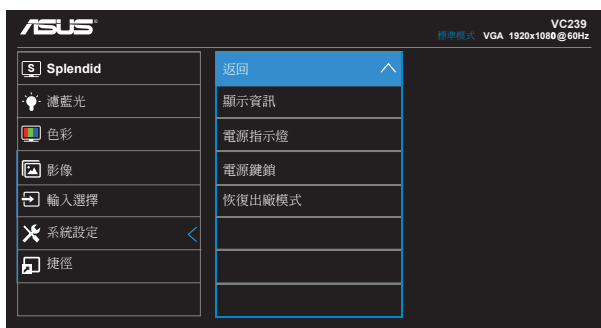 ASUS
VC239
標準模式 VGA 1920x1080@60Hz
S Splendid
濾藍光
色彩
影像
輸入選擇
系統設定
捷徑
返回
顯示資訊
電源指示燈
電源鍵鎖
恢復出廠模式